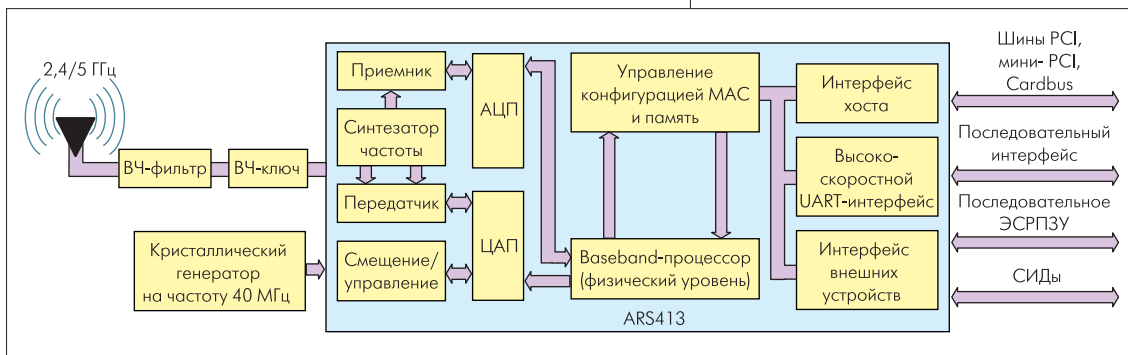 2,4/5 ГГц
ВЧ-фильтр
ВЧ-ключ
Кристаллический
генератор
на частоту 40 МГц
Приемник
Синтезатор
частоты
Передатчик
Смещение/
управление
АЦП
ЦАП
Управление
конфигурацией MAC
и память
Baseband-процессор
(физический уровень)
Интерфейс
хоста
Высоко-
скоростной
UART-интерфейс
Интерфейс
внешних
устройств
ARS413
Шины PCI,
мини- PCI,
Cardbus
Последовательный
интерфейс
Последовательное
ЭСРПЗУ
СИДы